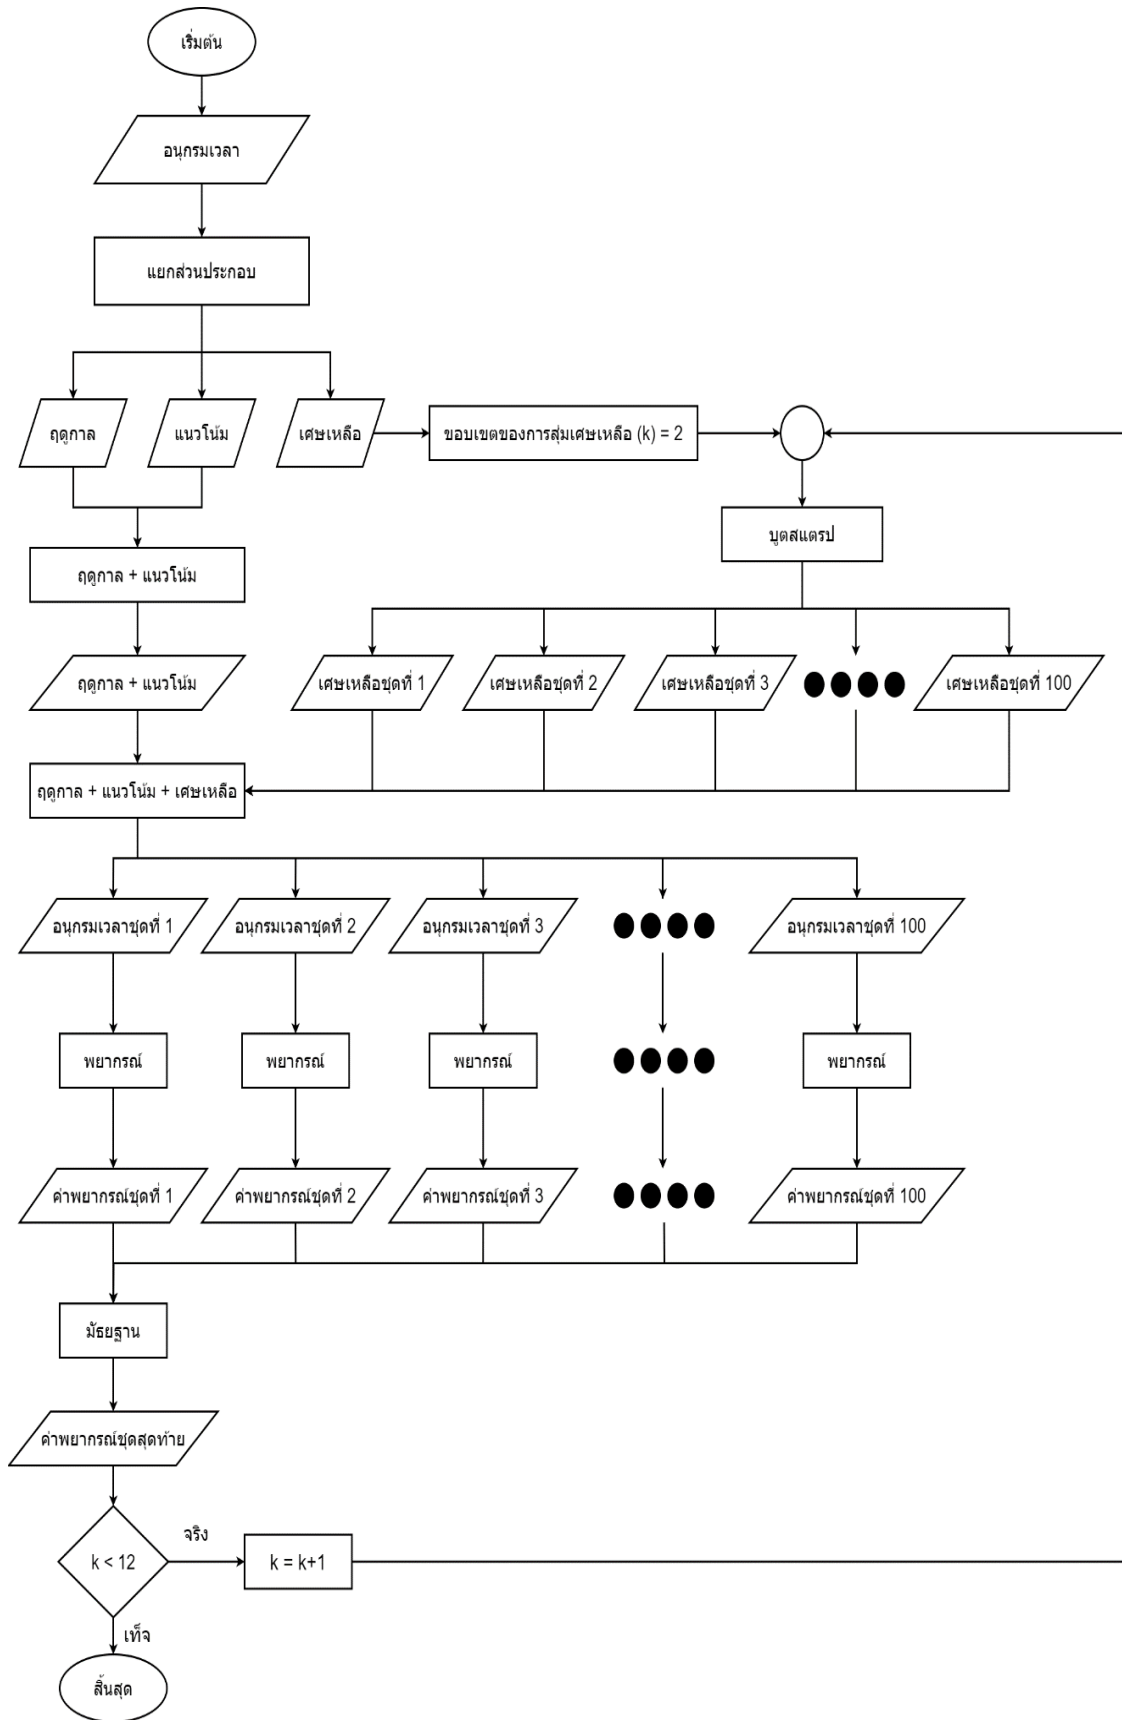 เริ่มต้น
อนุกรมเวลา
แยกส่วนประกอบ
ฤดูกาล
แนวโน้ม
เศษเหลือ
ขอบเขตของการสุ่มเศษเหลือ (k) = 2
บูตสแตรป
ฤดูกาล + แนวโน้ม
ฤดูกาล + แนวโน้ม
เศษเหลือชุดที่ 1
เศษเหลือชุดที่ 2
เศษเหลือชุดที่ 3
เศษเหลือชุดที่ 100
ฤดูกาล + แนวโน้ม + เศษเหลือ
อนุกรมเวลาชุดที่ 1
อนุกรมเวลาชุดที่ 2
อนุกรมเวลาชุดที่ 3
อนุกรมเวลาชุดที่ 100
พยากรณ์
พยากรณ์
พยากรณ์
พยากรณ์
ค่าพยากรณ์ชุดที่ 1
ค่าพยากรณ์ชุดที่ 2
ค่าพยากรณ์ชุดที่ 3
ค่าพยากรณ์ชุดที่ 100
มัธยฐาน
ค่าพยากรณ์ชุดสุดท้าย
k < 12
จริง
k = k+1
เท็จ
สิ้นสุด